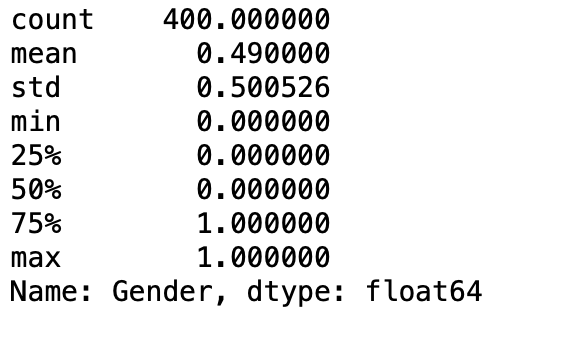 count    400.000000
mean       0.490000
std        0.500526
min        0.000000
25%        0.000000
50%        0.000000
75%        1.000000
max        1.000000
Name: Gender, dtype: float64